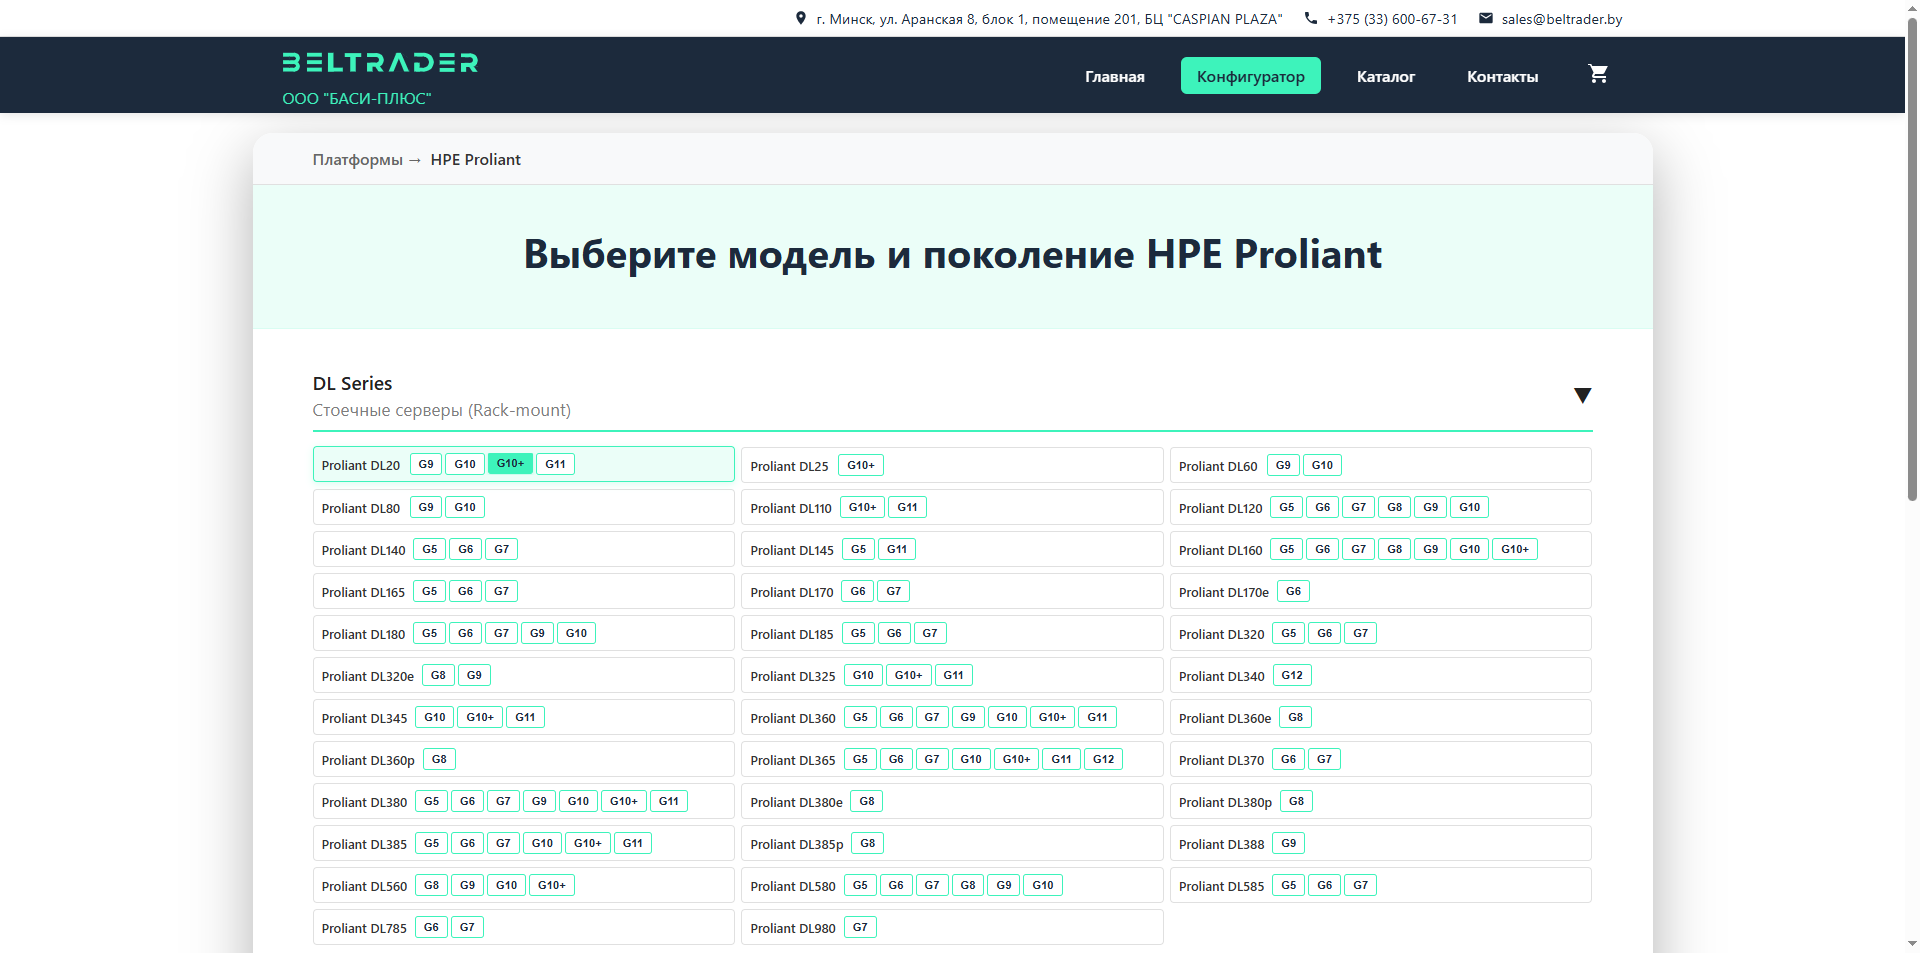 г. Минск, ул. Аранская 8, блок 1, помещение 201, БЦ "CASPIAN PLAZA" +375 (33) 600-67-31 sales@beltrader.by
BELTRADER
ООО "БАСИ-ПЛЮС"
Главная Конфигуратор Каталог Контакты
Платформы → HPE Proliant
Выберите модель и поколение HPE Proliant
DL Series
Стоечные серверы (Rack-mount)
Proliant DL20 G9 G10 G10+ G11
Proliant DL25 G10+
Proliant DL60 G9 G10
Proliant DL80 G9 G10
Proliant DL110 G10+ G11
Proliant DL120 G5 G6 G7 G8 G9 G10
Proliant DL140 G5 G6 G7
Proliant DL145 G5 G11
Proliant DL160 G5 G6 G7 G8 G9 G10 G10+
Proliant DL165 G5 G6 G7
Proliant DL170 G6 G7
Proliant DL170e G6
Proliant DL180 G5 G6 G7 G9 G10
Proliant DL185 G5 G6 G7
Proliant DL320 G5 G6 G7
Proliant DL320e G8 G9
Proliant DL325 G10 G10+ G11
Proliant DL340 G12
Proliant DL345 G10 G10+ G11
Proliant DL360 G5 G6 G7 G9 G10 G10+ G11
Proliant DL360e G8
Proliant DL360p G8
Proliant DL365 G5 G6 G7 G10 G10+ G11 G12
Proliant DL370 G6 G7
Proliant DL380 G5 G6 G7 G9 G10 G10+ G11
Proliant DL380e G8
Proliant DL380p G8
Proliant DL385 G5 G6 G7 G10 G10+ G11
Proliant DL385p G8
Proliant DL388 G9
Proliant DL560 G8 G9 G10 G10+
Proliant DL580 G5 G6 G7 G8 G9 G10
Proliant DL585 G5 G6 G7
Proliant DL785 G6 G7
Proliant DL980 G7